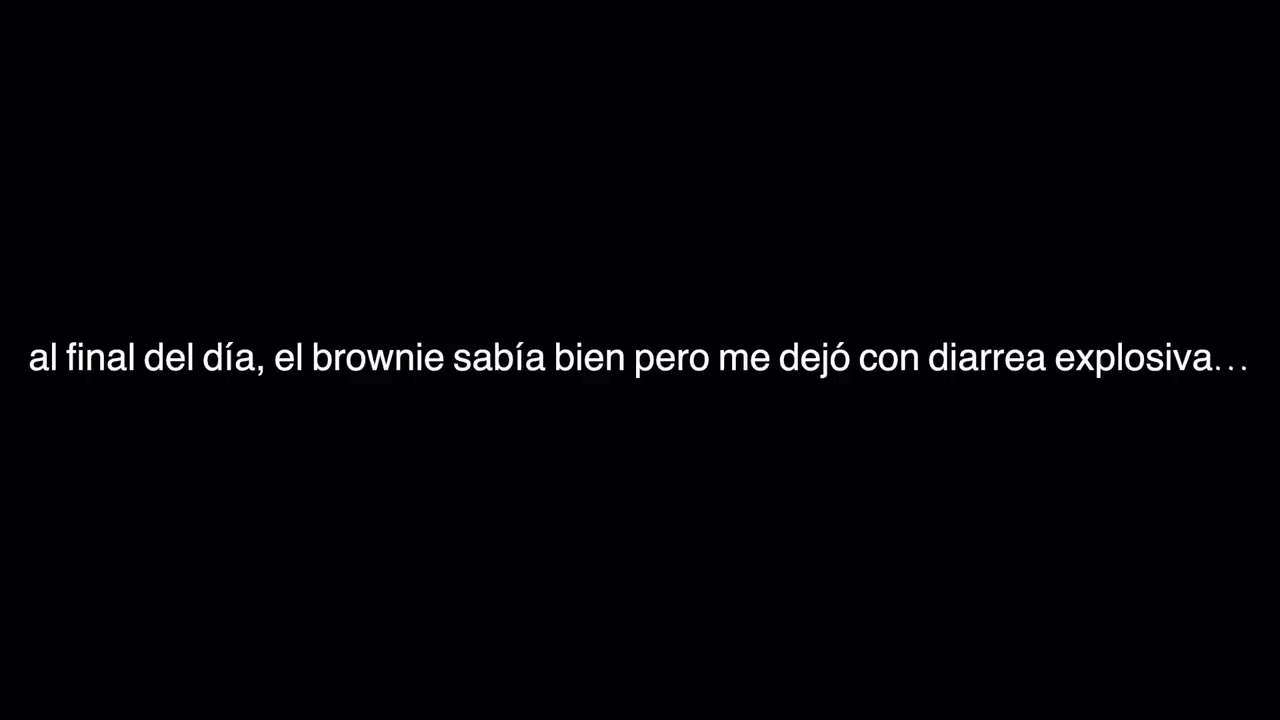 al final del día, el brownie sabía bien pero me dejó con diarrea explosiva...